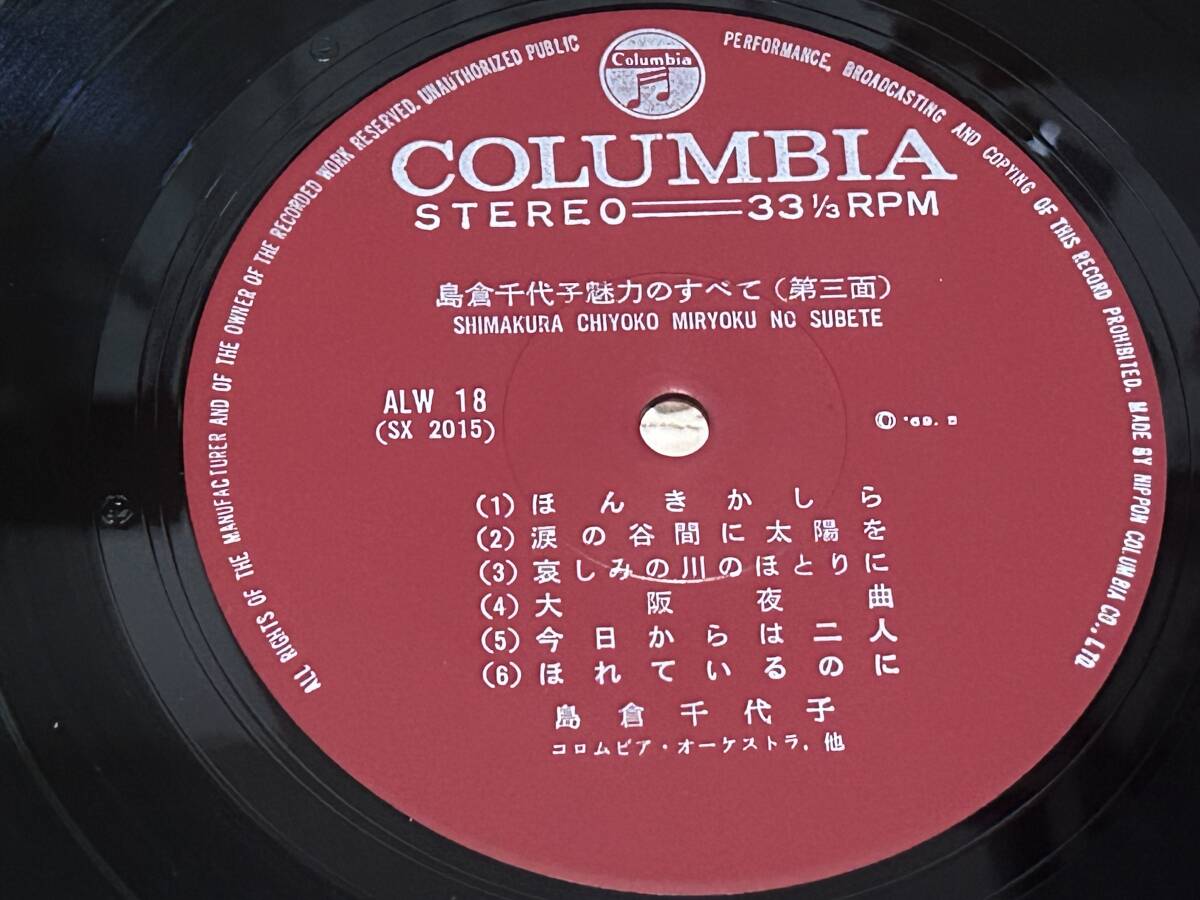 Columbia
COLUMBIA
STEREO 33 1/3 RPM
島倉千代子魅力のすべて(第三面)
SHIMAKURA CHIYOKO MIRYOKU NO SUBETE
ALW 18
(SX 2015)
(1) ほんきかしら
(2) 涙の谷間に太陽を
(3) 哀しみの川のほとりに
(4) 大阪夜曲
(5) 今日からは二人
(6) ほれているのに
島倉千代子
コロムビア・オーケストラ, 他
ALL RIGHTS OF THE MANUFACTURER AND OF THE OWNER OF THE RECORDED WORK RESERVED. UNAUTHORIZED PUBLIC PERFORMANCE, BROADCASTING AND COPYING OF THIS RECORD PROHIBITED. MADE BY NIPPON COLUMBIA CO., LTD.